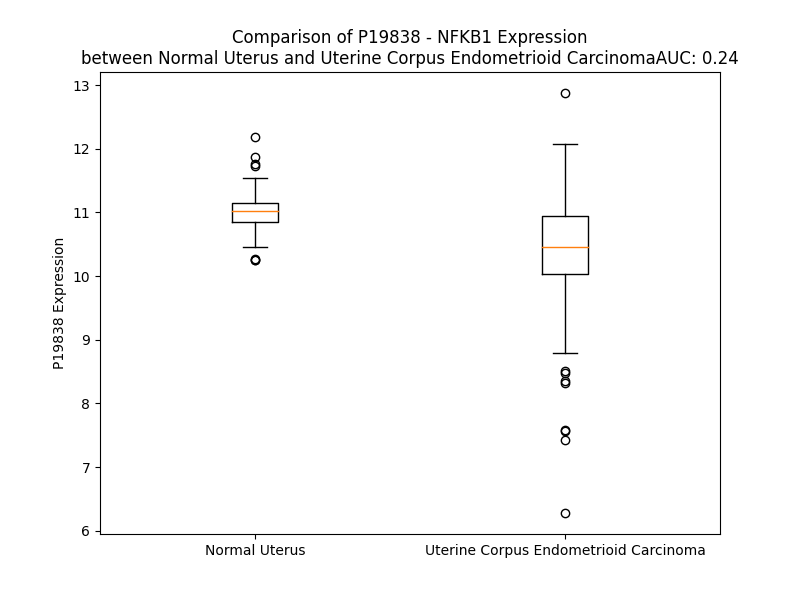 Comparison of P19838 - NFKB1 Expression
between Normal Uterus and Uterine Corpus Endometrioid CarcinomaAUC: 0.24
13
12
11
10
9
8
7
6
P19838 Expression
Normal Uterus
Uterine Corpus Endometrioid Carcinoma